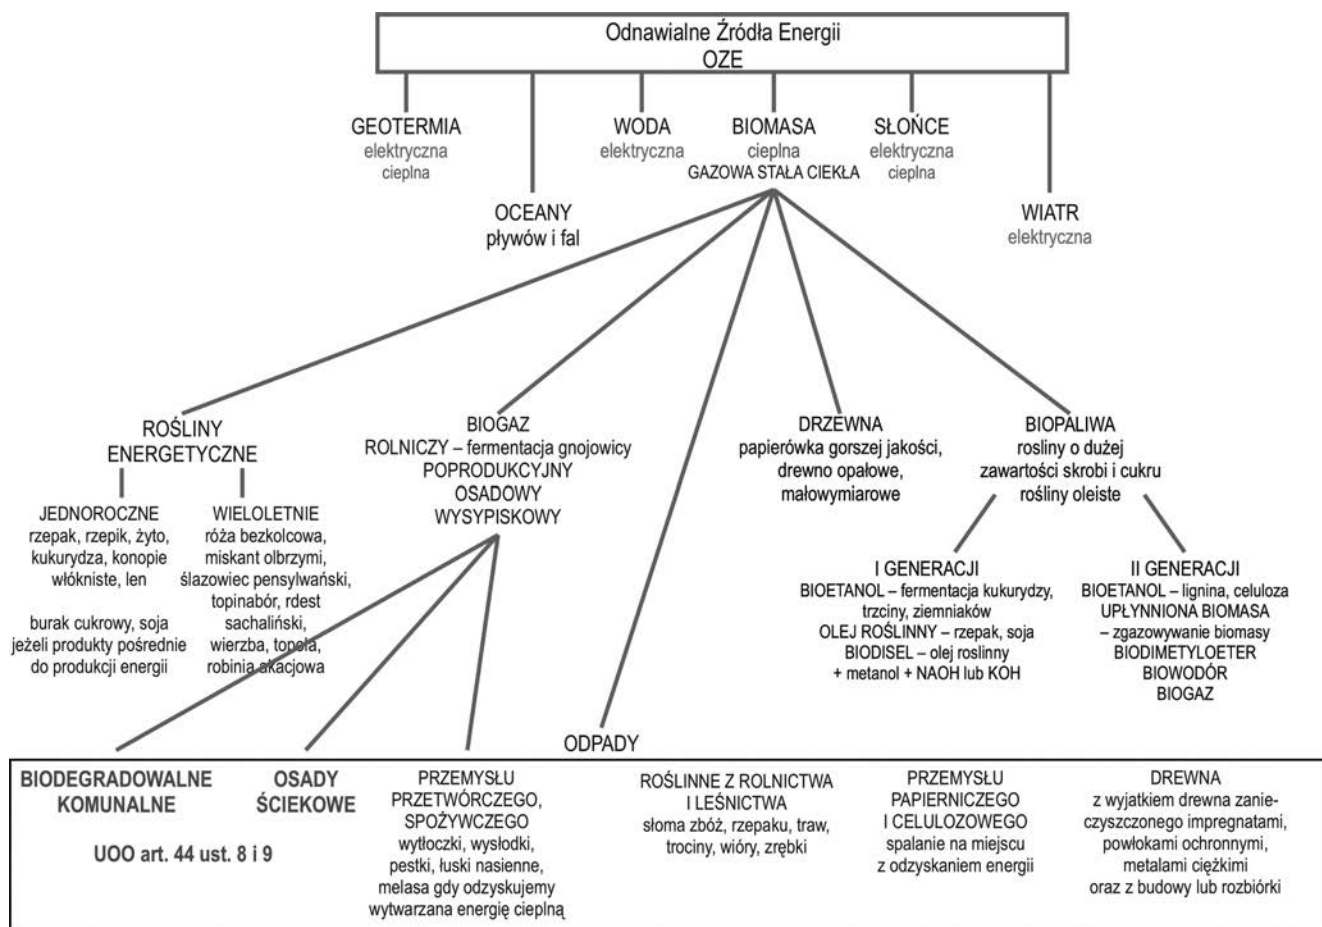 Odnawialne Źródła Energii
OZE
GEOTERMIA
elektryczna
cieplna
OCEANY
pływów i fal
WODA
elektryczna
BIOMASA
cieplna
GAZOWA STAŁA CIEKŁA
SŁOŃCE
elektryczna
cieplna
WIATR
elektryczna
ROŚLINY
ENERGETYCZNE
JEDNOROCZNE
rzepak, rzepik, żyto,
kukurydza, konopie
włókniste, len
burak cukrowy, soja
jeżeli produkty pośrednie
do produkcji energii
WIELOLETNIE
róża bezkolcowa,
miskant olbrzymi,
ślazowiec pensylwański,
topinabór, rdest
sachaliński,
wierzba, topola,
robinia akacjowa
BIOGAZ
ROLNICZY – fermentacja gnojowicy
POPRODUKCYJNY
OSADOWY
WYSYPISKOWY
DRZEWNA
papierówka gorszej jakości,
drewno opałowe,
małowymiarowe
BIOPALIWA
rosliny o dużej
zawartości skrobi i cukru
rośliny oleiste
I GENERACJI
BIOETANOL – fermentacja kukurydzy,
trzciny, ziemniaków
OLEJ ROŚLINNY – rzepak, soja
BIODISEL – olej roslinny
+ metanol + NAOH lub KOH
II GENERACJI
BIOETANOL – lignina, celuloza
UPŁYNNIONA BIOMASA
– zgazowywanie biomasy
BIODIMETYLOETER
BIOWODÓR
BIOGAZ
ODPADY
BIODEGRADOWALNE
KOMUNALNE
OSADY
ŚCIEKOWE
UOO art. 44 ust. 8 i 9
PRZEMYSŁU
PRZETWÓRCZEGO,
SPOŻYWCZEGO
wytłoczki, wysłodki,
pestki, łuski nasienne,
melasa gdy odzyskujemy
wytwarzana energię cieplną
ROŚLINNE Z ROLNICTWA
I LEŚNICTWA
słoma zbóż, rzepaku, traw,
trociny, wióry, zrębki
PRZEMYSŁU
PAPIERNICZEGO
I CELULOZOWEGO
spalanie na miejscu
z odzyskaniem energii
DREWNA
z wyjątkiem drewna zanie-
czyszczonego impregnatami,
powłokami ochronnymi,
metalami ciężkimi
oraz z budowy lub rozbiórki